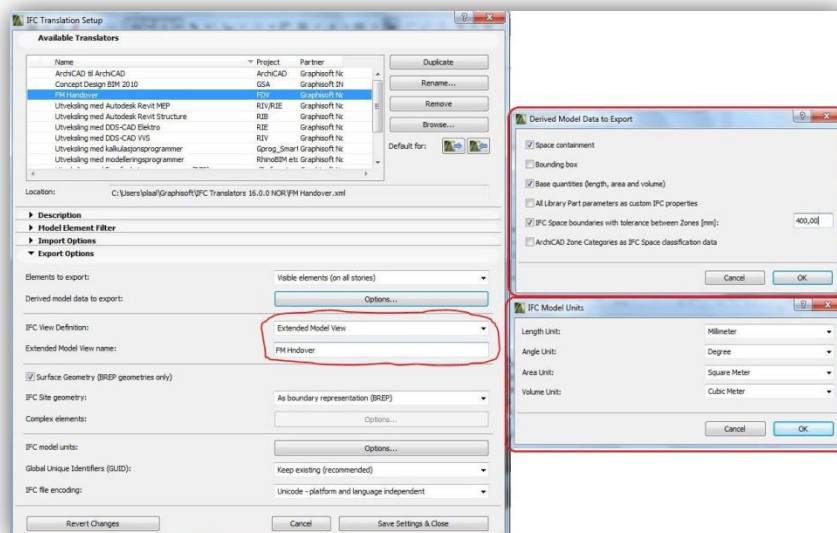 IFC Translation Setup
Available Translators
Name Project Partner
ArchiCAD til ArchiCAD ArchiCAD Graphisoft Nc
Concept Design BIM 2010 GSA Graphisoft IN
FM Handover FDV Graphisoft Nc
Utveksling med Autodesk Revit MEP RIV/RIE Graphisoft Nc
Utveksling med Autodesk Revit Structure RIB Graphisoft Nc
Utveksling med DDS-CAD Elektro RIE Graphisoft Nc
Utveksling med DDS-CAD VVS RIV Graphisoft Nc
Utveksling med kalkulasjonsprogrammer Gprog_Smart Graphisoft Nc
Utveksling med modelleringsprogrammer RhinoBIM etc Graphisoft Nc
Duplicate
Rename...
Remove
Browse...
Default for:
Location: C:\Users\plaal\Graphisoft\IFC Translators 16.0.0 NOR\FM Handover.xml
Description
Model Element Filter
Import Options
Export Options
Elements to export: Visible elements (on all stories)
Derived model data to export: Options...
IFC View Definition: Extended Model View
Extended Model View name: FM Hndover
Surface Geometry (BREP geometries only)
IFC Site geometry: As boundary representation (BREP)
Complex elements: Options...
IFC model units: Options...
Global Unique Identifiers (GUID): Keep existing (recommended)
IFC file encoding: Unicode - platform and language independent
Revert Changes Cancel Save Settings & Close
Derived Model Data to Export
Space containment
Bounding box
Base quantities (length, area and volume)
All Library Part parameters as custom IFC properties
IFC Space boundaries with tolerance between Zones [mm]: 400,00
ArchiCAD Zone Categories as IFC Space classification data
Cancel OK
IFC Model Units
Length Unit: Millimeter
Angle Unit: Degree
Area Unit: Square Meter
Volume Unit: Cubic Meter
Cancel OK